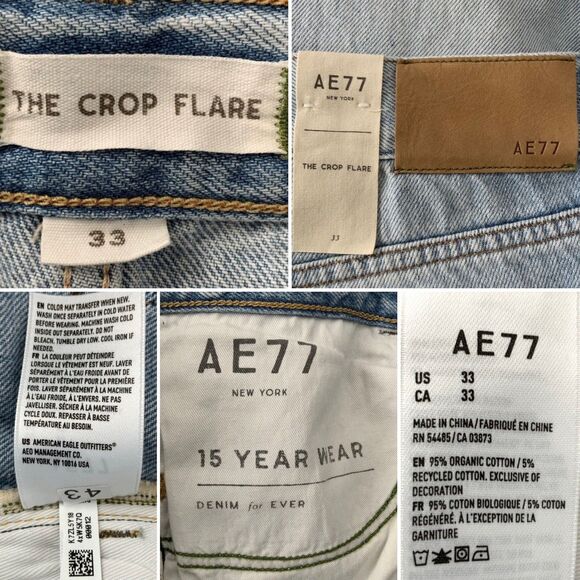 THE CROP FLARE
33
AE77
NEW YORK
THE CROP FLARE
33
AE77
EN COLOR MAY TRANSFER WHEN NEW.
WASH ONCE SEPARATELY IN COLD WATER
BEFORE WEARING. MACHINE WASH COLD
INSIDE OUT SEPARATELY. DO NOT
BLEACH. TUMBLE DRY LOW. COOL IRON IF
NEEDED.
FR LA COULEUR PEUT DÉTEINDRE
LORSQUE LE VÊTEMENT EST NEUF. LAVER
SÉPARÉMENT À L'EAU FROIDE AVANT DE
PORTER LE VÊTEMENT POUR LA PREMIÈRE
FOIS. LAVER SÉPARÉMENT À LA MACHINE
À L'EAU FROIDE, À L'ENVERS. NE PAS
JAVELLISER. SÉCHER À LA MACHINE
CYCLE DOUX. REPASSER À BASSE
TEMPÉRATURE AU BESOIN.
US AMERICAN EAGLE OUTFITTERS®
AEO MANAGEMENT CO.
NEW YORK, NY 10016 USA
43
K7ZL5Y18
00012
AE77
NEW YORK
15 YEAR WEAR
DENIM for EVER
AE77
US 33
CA 33
MADE IN CHINA / FABRIQUÉ EN CHINE
RN 54485 / CA 03873
EN 95% ORGANIC COTTON / 5%
RECYCLED COTTON. EXCLUSIVE OF
DECORATION
FR 95% COTON BIOLOGIQUE / 5% COTON
RÉGÉNÉRÉ. À L'EXCEPTION DE LA
GARNITURE